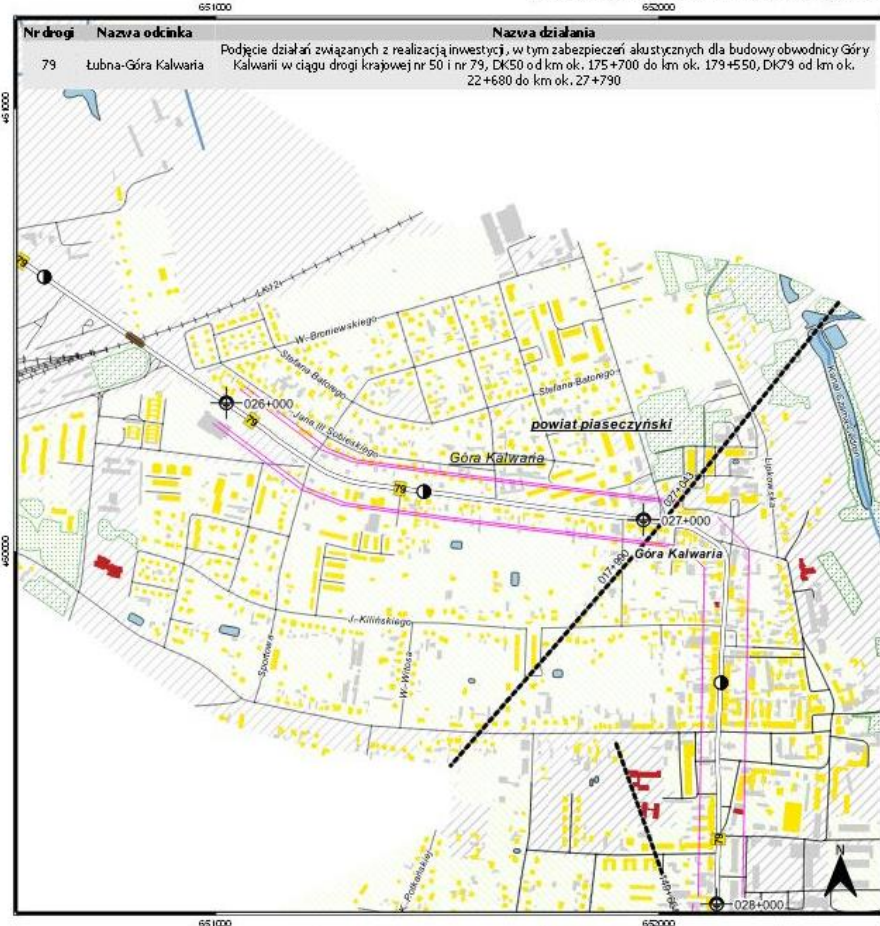 651000
652000
Nr drogi Nazwa odcinka Nazwa działania
79 Łubna-Góra Kalwaria
Podjęcie działań związanych z realizacją inwestycji, w tym zabezpieczeń akustycznych dla budowy obwodnicy Góry
Kalwarii w ciągu drogi krajowej nr 50 i nr 79, DK50 od km ok. 175+700 do km ok. 179+550, DK79 od km ok.
22+680 do km ok. 27+790
79
LK12
W. Broniewskiego
Stefana Batorego
Stefana Batorego
026+000
79
Jana III Sobieskiego
powiat piaseczyński
Góra Kalwaria
79
Lipkowska
027+043
027+000
Góra Kalwaria
017+990
J. Kilińskiego
Sportowa
W. Witosa
79
028+000
N
651000
652000